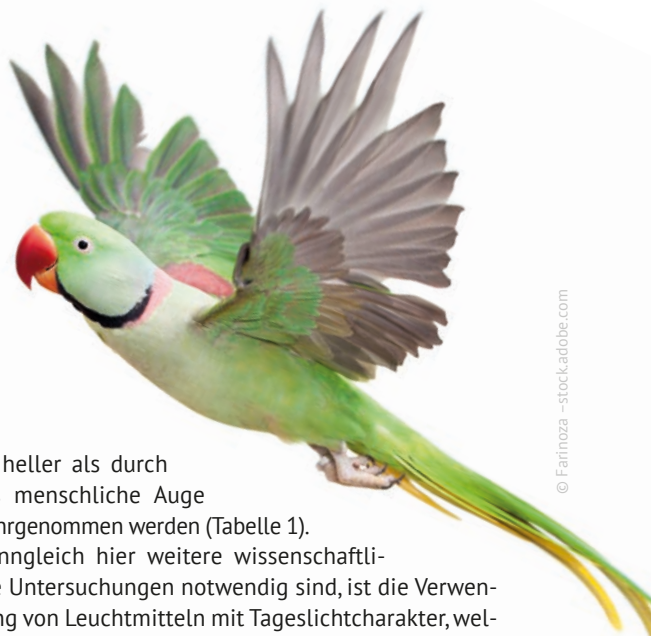 © Farinoza –stock.adobe.com
heller als durch
menschliche Auge
hrgenommen werden (Tabelle 1).
nngleich hier weitere wissenschaftli-
e Untersuchungen notwendig sind, ist die Verwen-
ng von Leuchtmitteln mit Tageslichtcharakter, wel-